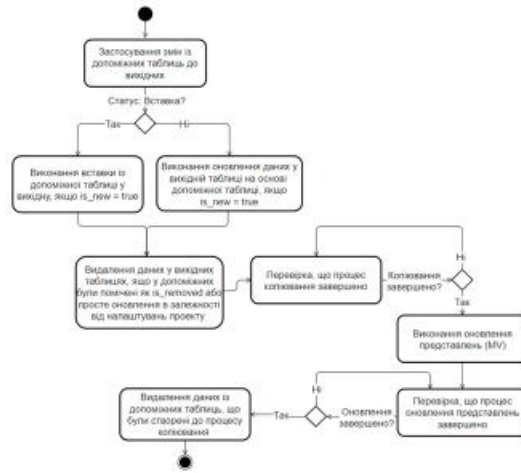 Застосування змін із
допоміжних таблиць до
вихідних
Статус: Вставка?
Так
Ні
Виконання вставки із
допоміжної таблиці у
вихідну, якщо is_new = true
Виконання оновлення даних у
вихідній таблиці на основі
допоміжної таблиці, якщо
is_new = true
Видалення даних у вихідних
таблицях, якщо у допоміжних
були помічені як is_removed або
просте оновлення в залежності
від налаштувань проекту
Перевірка, що процес
копіювання завершено
Копіювання
завершено?
Ні
Так
Виконання оновлення
представлень (MV)
Перевірка, що процес
оновлення представлень
завершено
Оновлення
завершено?
Ні
Так
Видалення даних із
допоміжних таблиць, що
були створені до процесу
копіювання